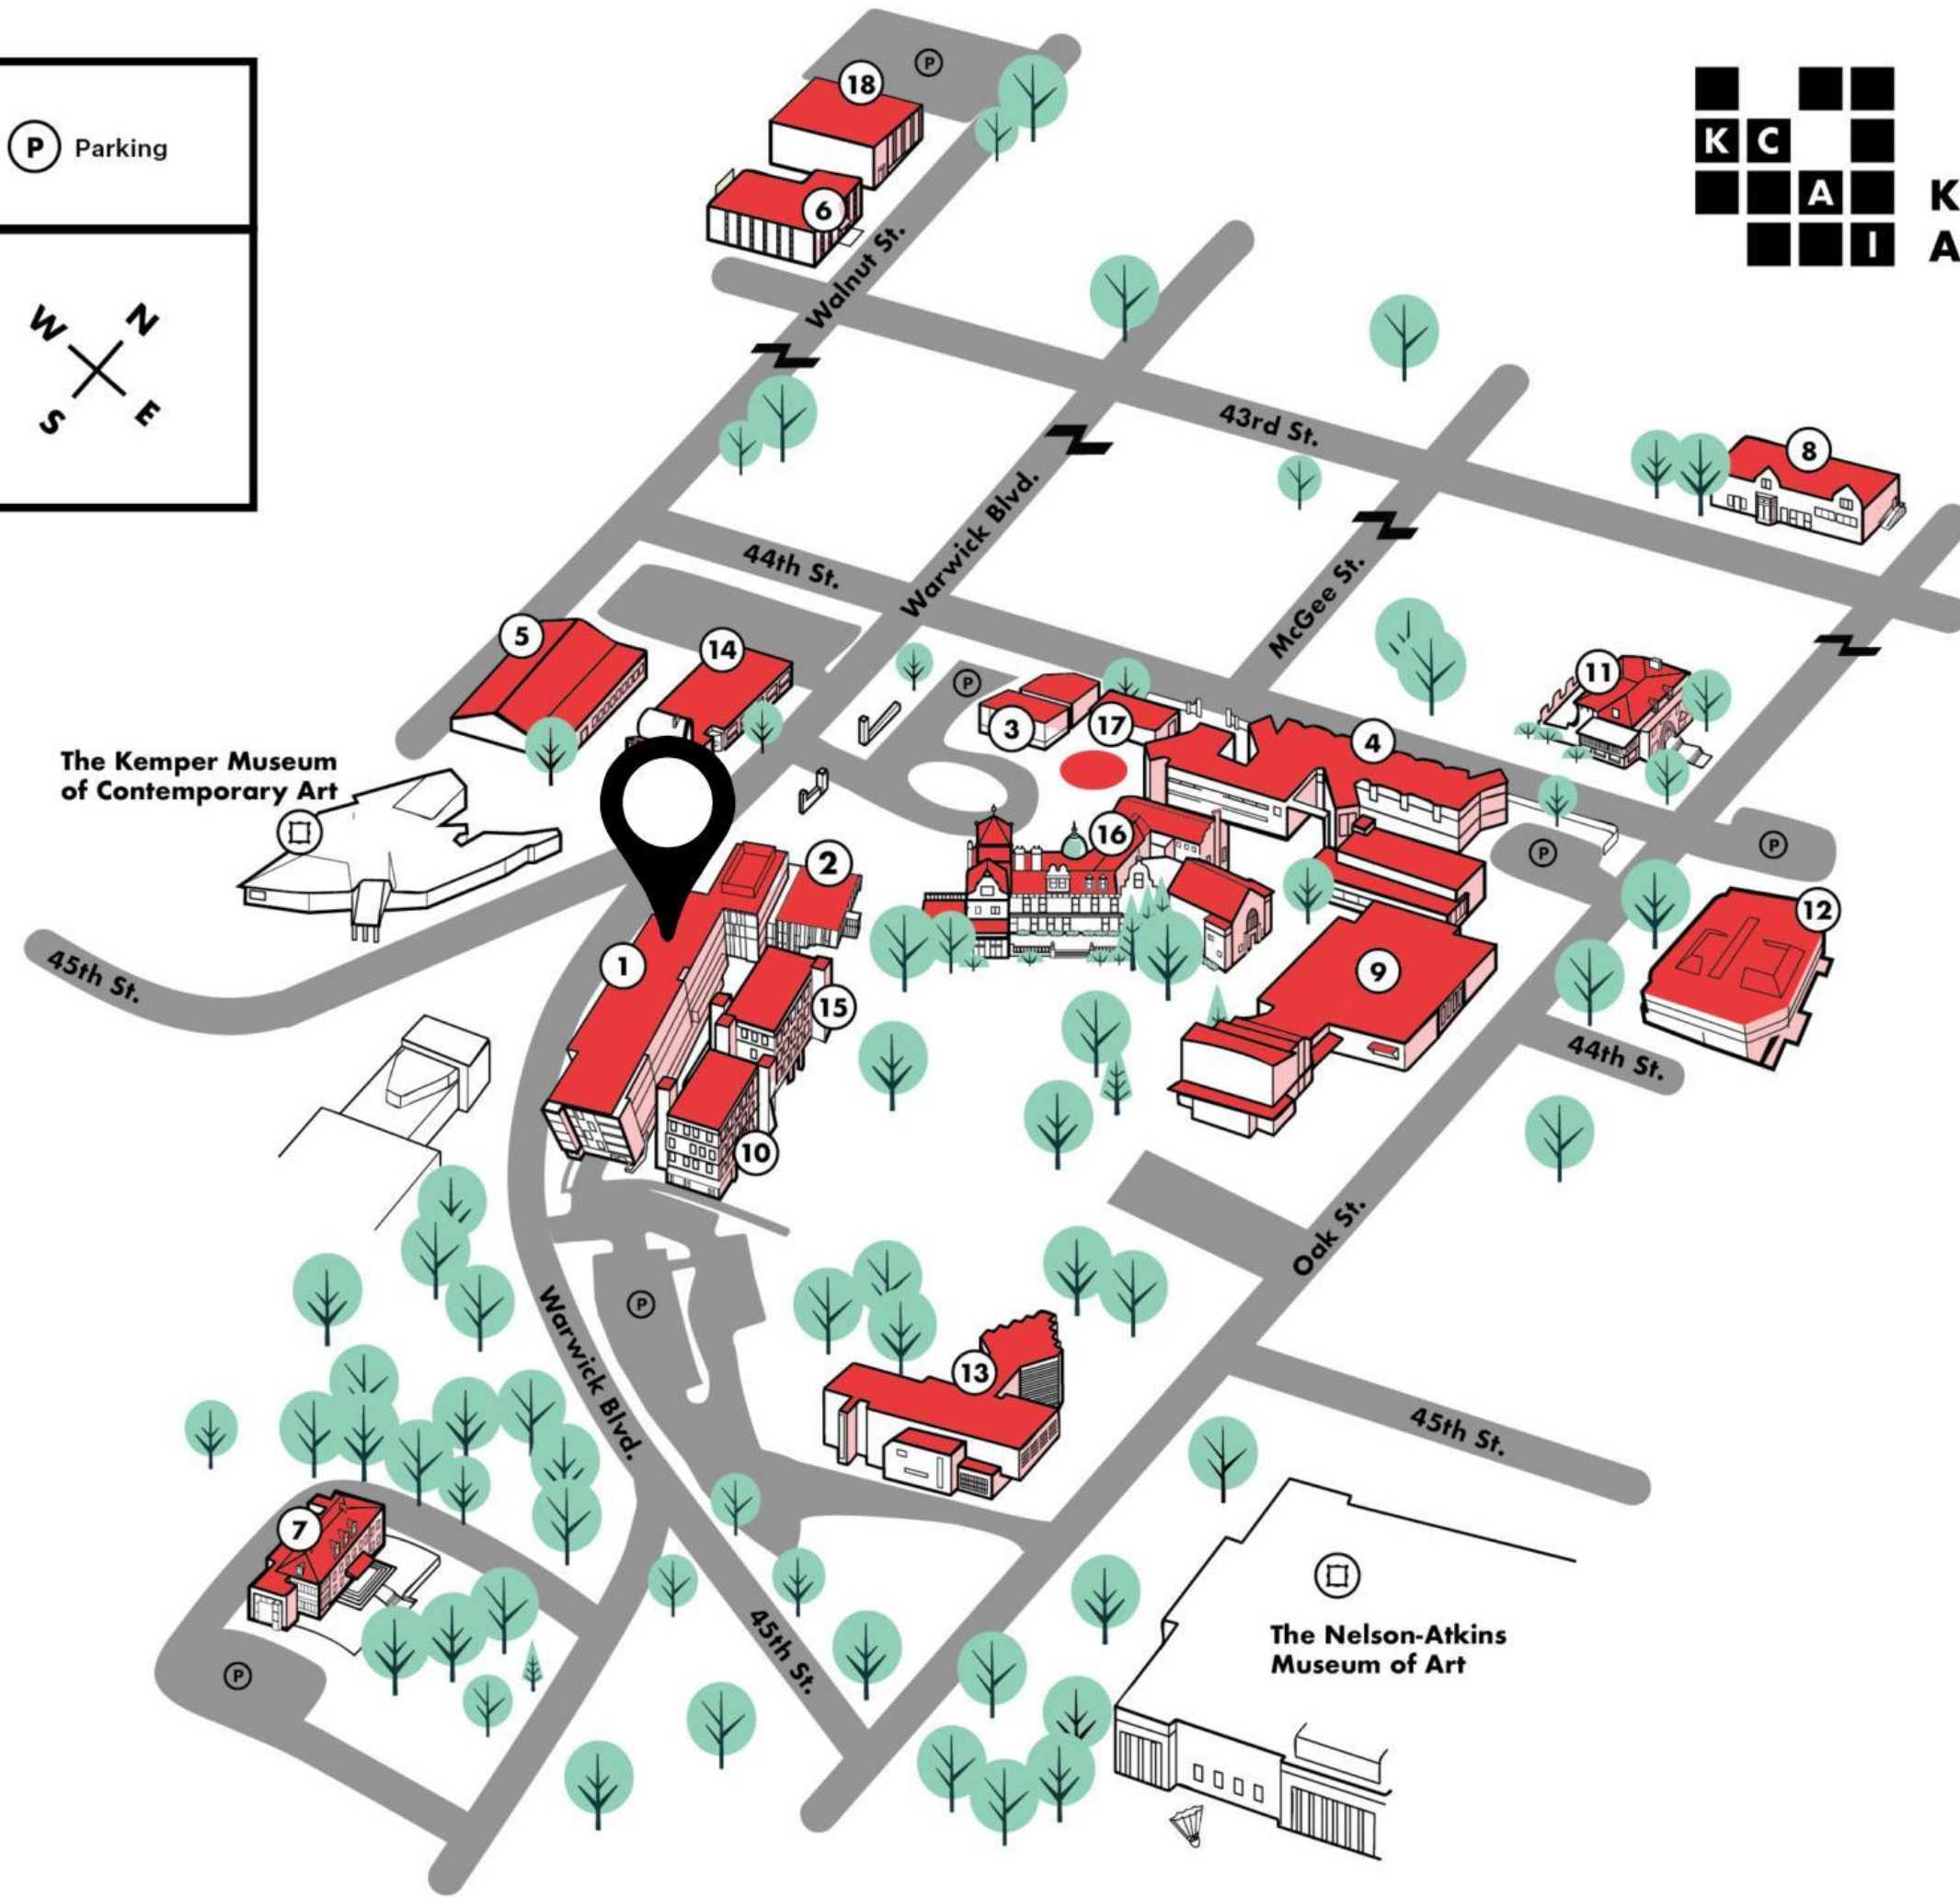 P Parking
W N
S E
K C
A
I
K
A
P
18
6
Walnut St.
43rd St.
8
44th St.
Warwick Blvd.
McGee St.
5
14
P
3
17
4
11
The Kemper Museum
of Contemporary Art
16
2
P
P
12
45th St.
1
9
15
44th St.
10
Oak St.
P
Warwick Blvd.
13
45th St.
7
P
45th St.
The Nelson-Atkins
Museum of Art